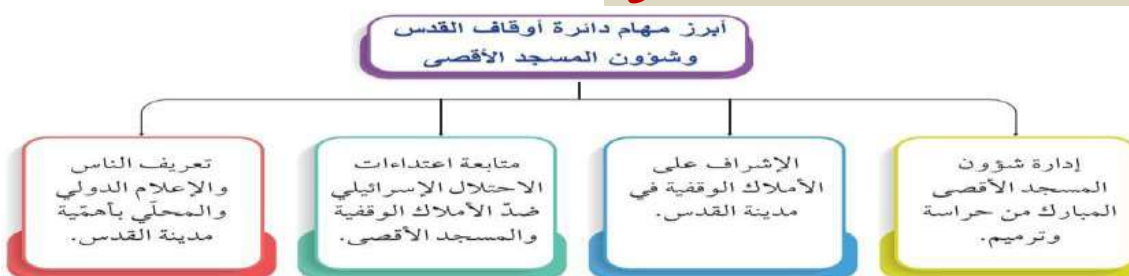 أبرز مهام دائرة أوقاف القدس
وشؤون المسجد الأقصى
إدارة شؤون
المسجد الأقصى
المبارك من حراسة
وترميم.
الإشراف على
الأملاك الوقفية في
مدينة القدس.
متابعة اعتداءات
الاحتلال الإسرائيلي
ضدّ الأملاك الوقفية
والمسجد الأقصى.
تعريف الناس
والإعلام الدولي
والمحلّي بأهمّية
مدينة القدس.